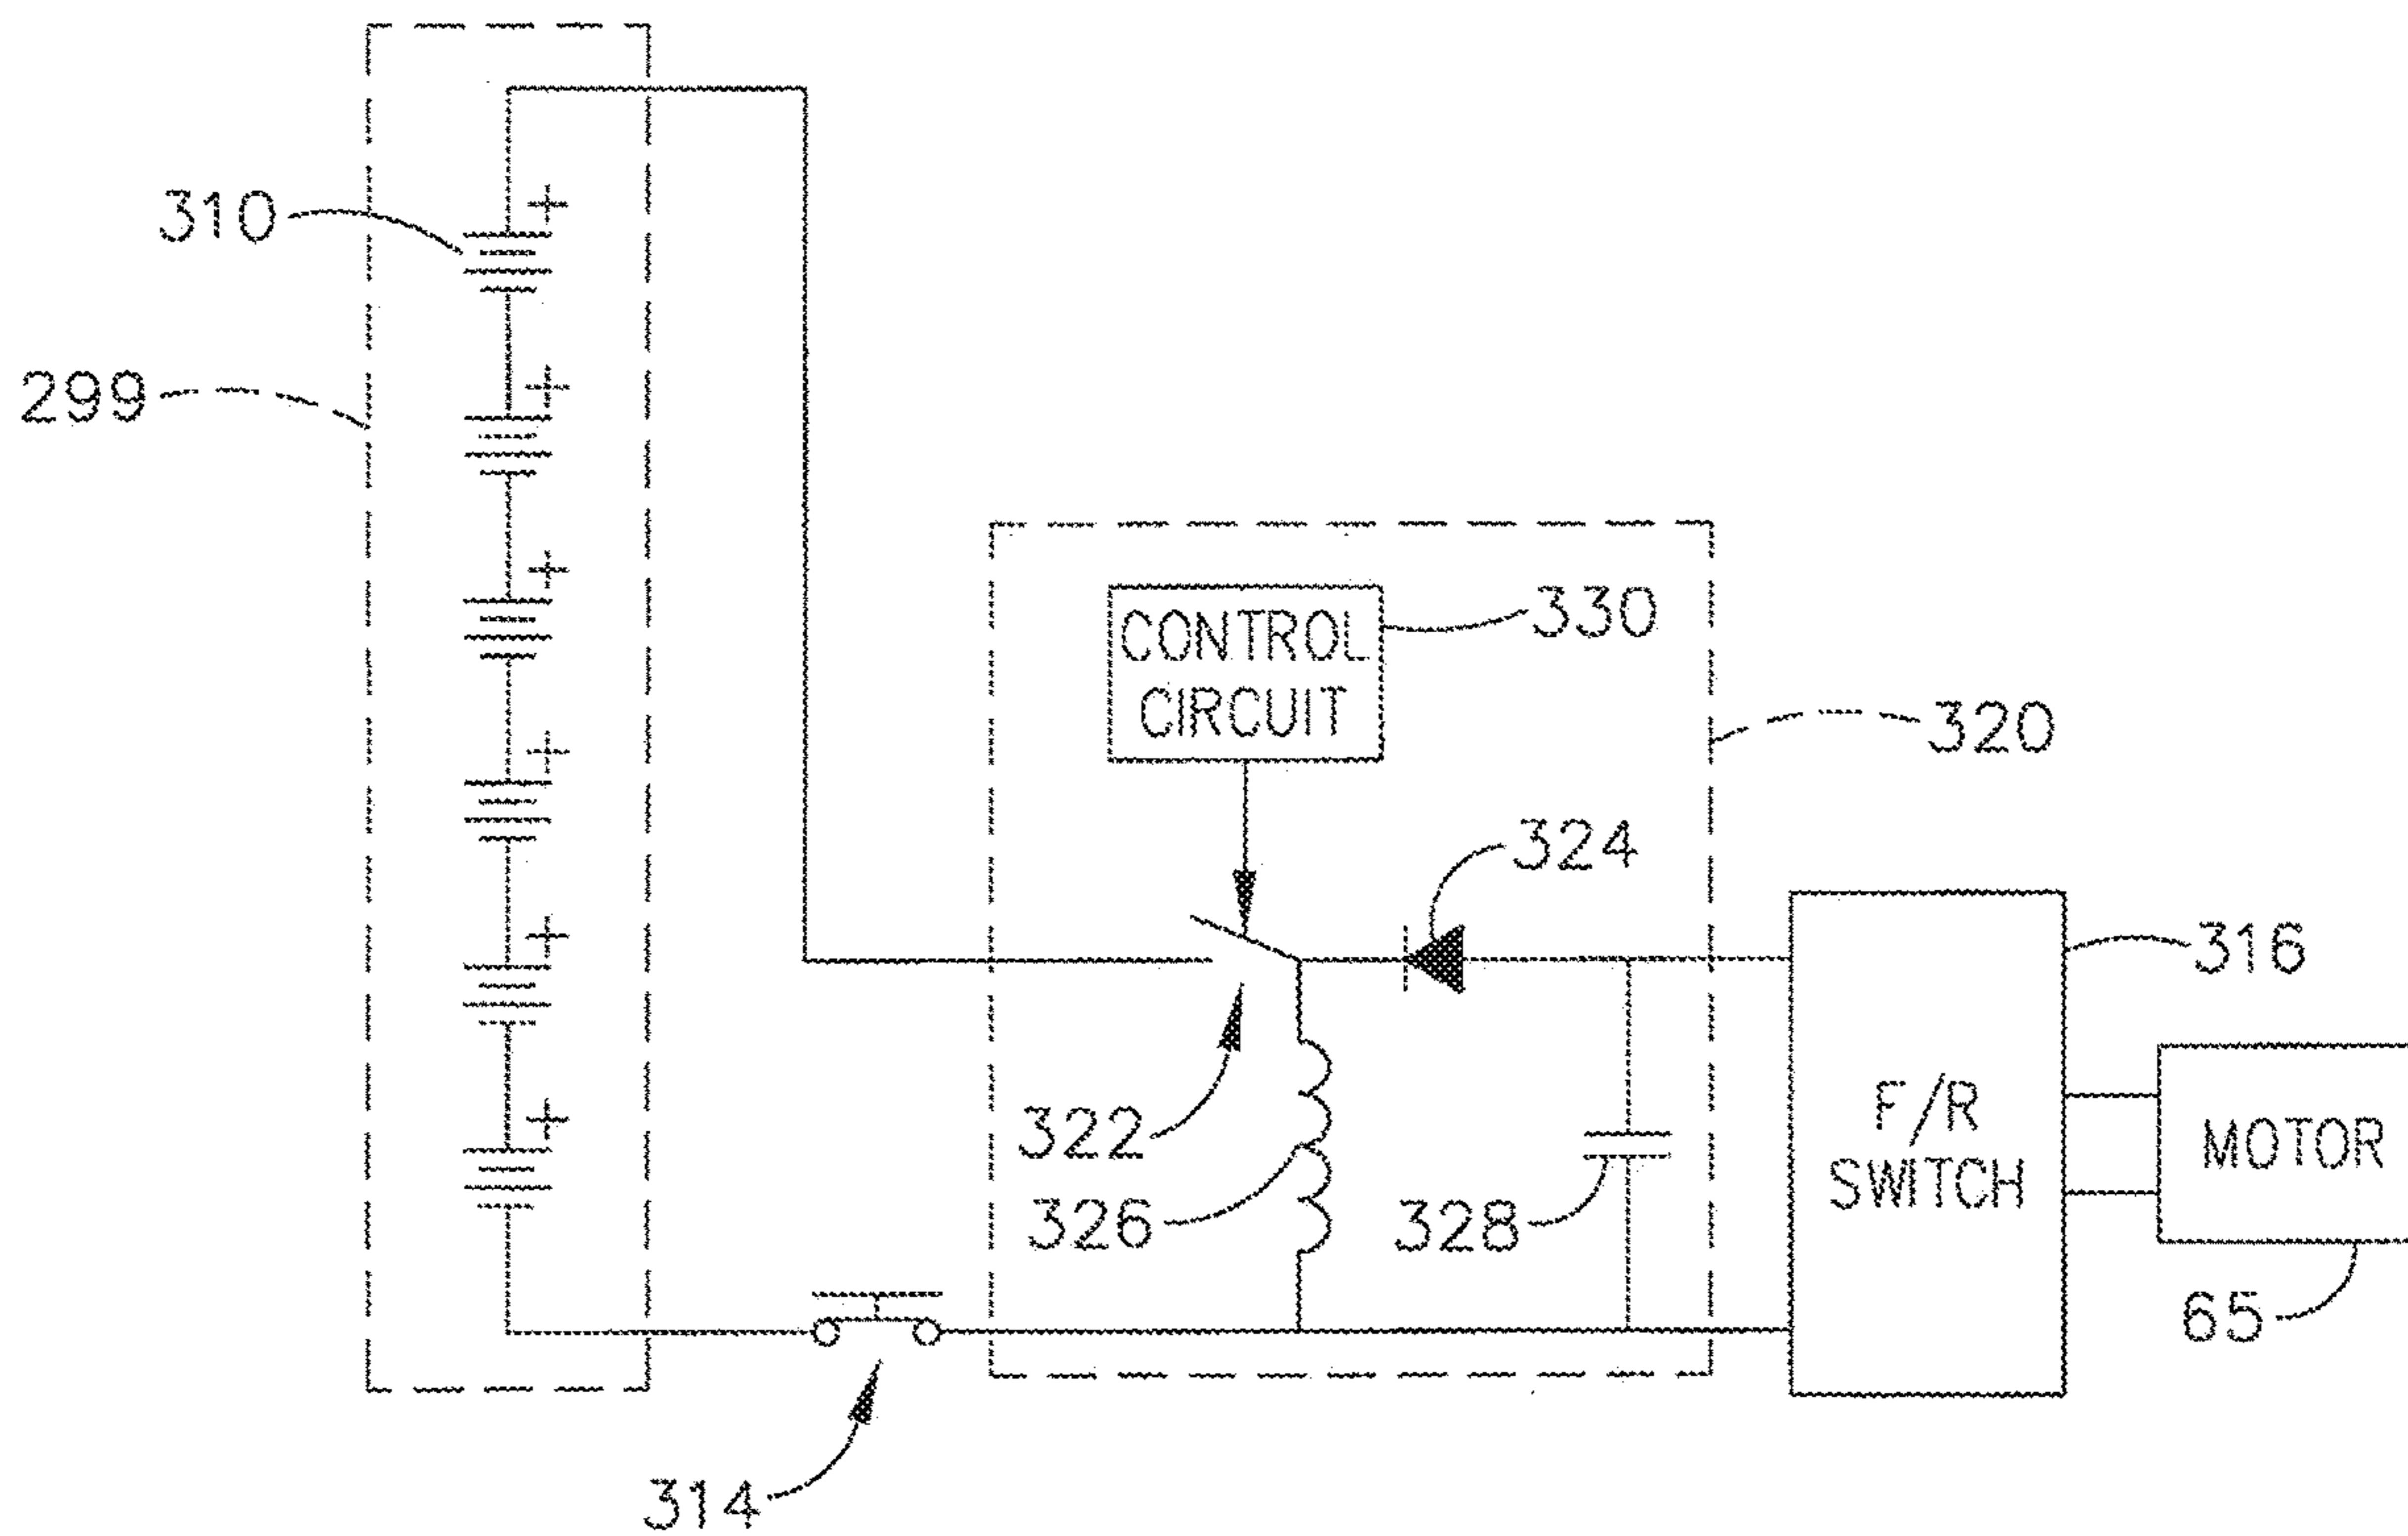 310
299
CONTROL
CIRCUIT
330
320
324
316
322
326
328
F/R
SWITCH
MOTOR
65
314